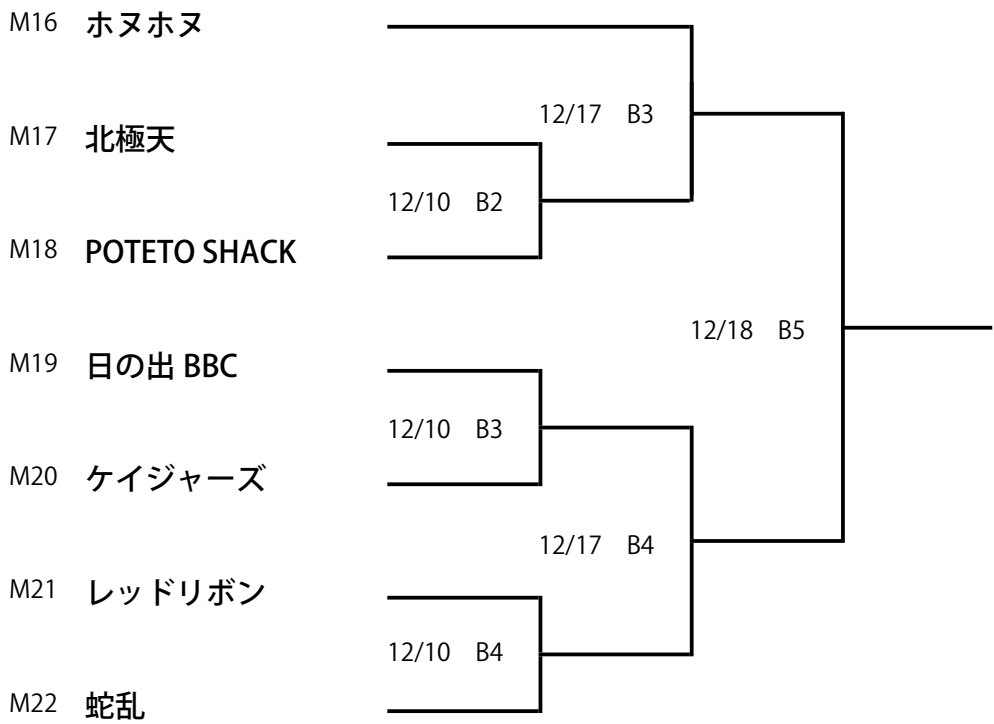 M16 ホヌホヌ
12/17 B3
M17 北極天
12/10 B2
M18 POTETO SHACK
12/18 B5
M19 日の出 BBC
12/10 B3
M20 ケイジャーズ
12/17 B4
M21 レッドリボン
12/10 B4
M22 蛇乱